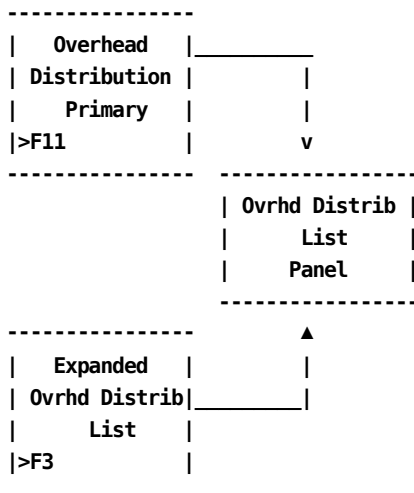 Overhead
Distribution
Primary
>F11
v
Ovrhd Distrib
List
Panel
Expanded
Ovrhd Distrib
List
>F3